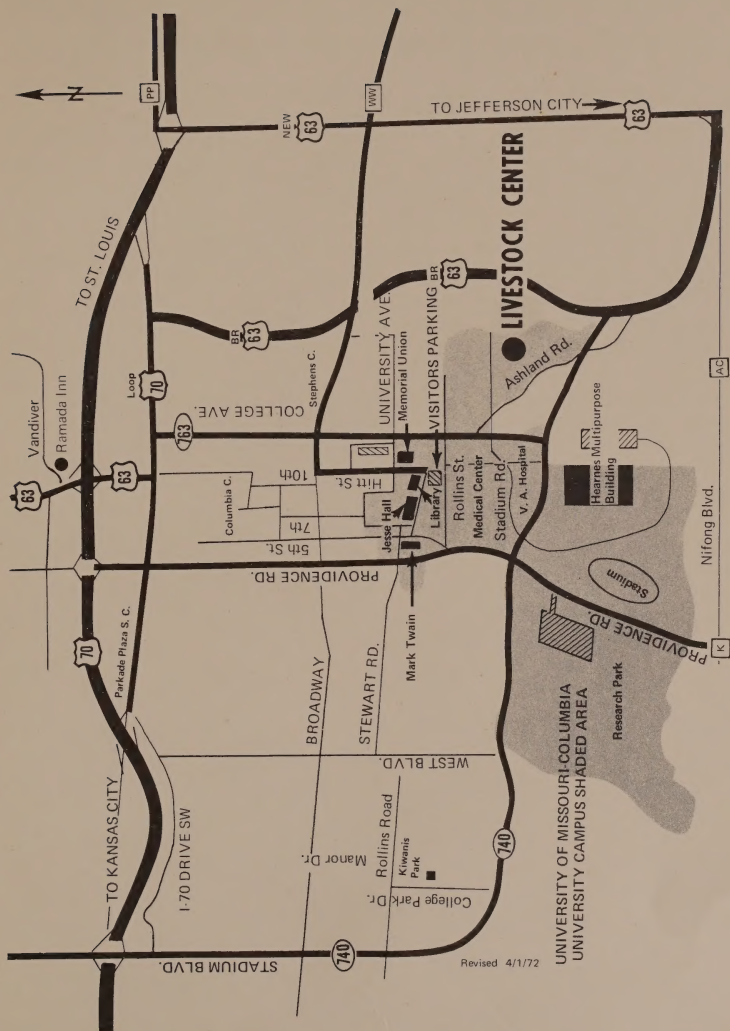 N
PP
TO ST. LOUIS
NEW
63
TO JEFFERSON CITY
63
WW
Vandiver
Ramada Inn
63
63
Loop
70
BR
63
BR
63
LIVESTOCK CENTER
763
COLLEGE AVE.
Stephens C.
UNIVERSITY AVE.
Memorial Union
VISITORS PARKING
Ashland Rd.
AC
10th
Hitt St.
Columbia C.
7th
5th St.
Jesse Hall
Library
Rollins St.
Medical Center
Stadium Rd.
V. A. Hospital
Hearnes Multipurpose
Building
Nifong Blvd.
PROVIDENCE RD.
Mark Twain
Stadium
PROVIDENCE RD.
K
70
Parkade Plaza S. C.
BROADWAY
STEWART RD.
Research Park
UNIVERSITY OF MISSOURI-COLUMBIA
UNIVERSITY CAMPUS SHADED AREA
TO KANSAS CITY
I-70 DRIVE SW
WEST BLVD.
Manor Dr.
Rollins Road
Kiwanis
Park
College Park Dr.
740
STADIUM BLVD.
740
Revised 4/1/72